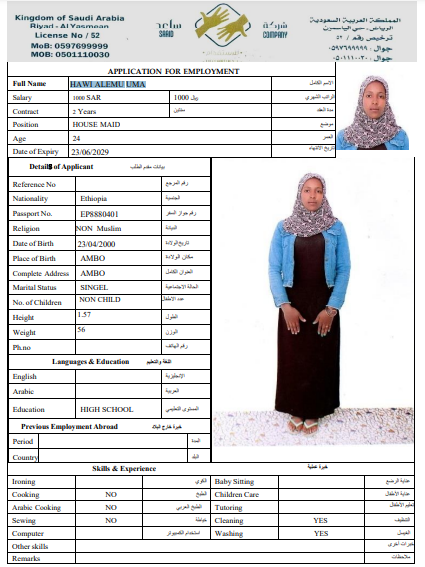 Kingdom of Saudi Arabia
Riyad - AL Yasmeen
License No / 52
MoB: 0597699999
MOB: 0501110030
ساعد
SAAID
شركة
COMPANY
المملكة العربية السعودية
الرياض - حي الياسمين
ترخيص رقم / ٥٢
جوال: ٠٥٩٧٦٩٩٩٩٩
جوال: ٠٥٠١١١٠٠٣٠
APPLICATION FOR EMPLOYMENT
Full Name HAWI ALEMU UMA الاسم الكامل
Salary 1000 SAR 1000 ريال الراتب الشهري
Contract 2 Years سنتين مدة العقد
Position HOUSE MAID موضع
Age 24 العمر
Date of Expiry 23/06/2029 تاريخ الانتهاء
Details of Applicant بيانات مقدم الطلب
Reference No رقم المرجع
Nationality Ethiopia الجنسية
Passport No. EP8880401 رقم جواز السفر
Religion NON Muslim الديانة
Date of Birth 23/04/2000 تاريخ الولادة
Place of Birth AMBO مكان الولادة
Complete Address AMBO العنوان الكامل
Marital Status SINGEL الحالة الاجتماعية
No. of Children NON CHILD عدد الاطفال
Height 1.57 الطول
Weight 56 الوزن
Ph.no رقم الهاتف
Languages & Education اللغة والتعليم
English الإنجليزية
Arabic العربية
Education HIGH SCHOOL المستوى التعليمي
Previous Employment Abroad خبرة خارج البلاد
Period المدة
Country البلد
Skills & Experience خبرة عملية
Ironing الكوي Baby Sitting عناية الرضع
Cooking NO الطبخ Children Care عناية الأطفال
Arabic Cooking NO الطبخ العربي Tutoring تعليم الأطفال
Sewing NO خياطة Cleaning YES التنظيف
Computer استخدام الكمبيوتر Washing YES الغسيل
Other skills خبرات أخرى
Remarks ملاحظات